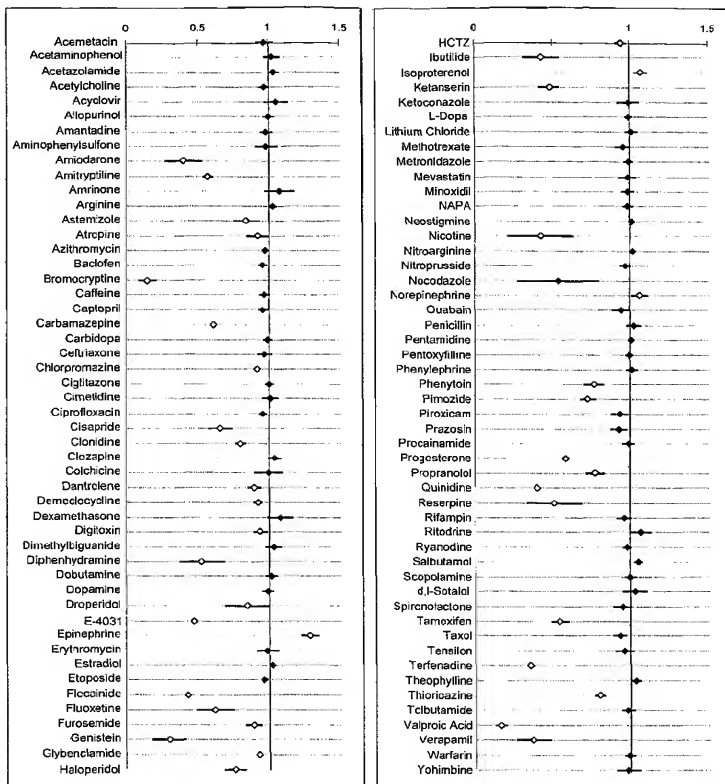 0 0.5 1 1.5
Acemetacin
Acetaminophenol
Acetazolamide
Acetylcholine
Acyclovir
Allopurinol
Amantadine
Aminophenylsulfone
Amiodarone
Amitryptiline
Amrinone
Arginine
Astemizole
Atropine
Azithromycin
Baclofen
Bromocryptine
Caffeine
Captopril
Carbamazepine
Carbidopa
Ceftriaxone
Chlorpromazine
Ciglitazone
Cimetidine
Ciprofloxacin
Cisapride
Clonidine
Clozapine
Colchicine
Dantrolene
Demeclocycline
Dexamethasone
Digitoxin
Dimethylbiguanide
Diphenhydramine
Dobutamine
Dopamine
Droperidol
E-4031
Epinephrine
Erythromycin
Estradiol
Etoposide
Flecainide
Fluoxetine
Furosemide
Genistein
Glybenclamide
Haloperidol
0 0.5 1 1.5
HCTZ
Ibutilide
Isoproterenol
Ketanserin
Ketoconazole
L-Dopa
Lithium Chloride
Methotrexate
Metronidazole
Nevastatin
Minoxidil
NAPA
Neostigmine
Nicotine
Nitroarginine
Nitroprusside
Nocodazole
Norepinephrine
Ouabain
Penicillin
Pentamidine
Pentoxyfilline
Phenylephrine
Phenytoin
Pimozide
Piroxicam
Prazosin
Procainamide
Progesterone
Propranolol
Quinidine
Reserpine
Rifampin
Ritodrine
Ryanodine
Salbutamol
Scopolamine
d,l-Sotalol
Spironolactone
Tamoxifen
Taxol
Tensilon
Terfenadine
Theophylline
Thioridazine
Tolbutamide
Valproic Acid
Verapamil
Warfarin
Yohimbine